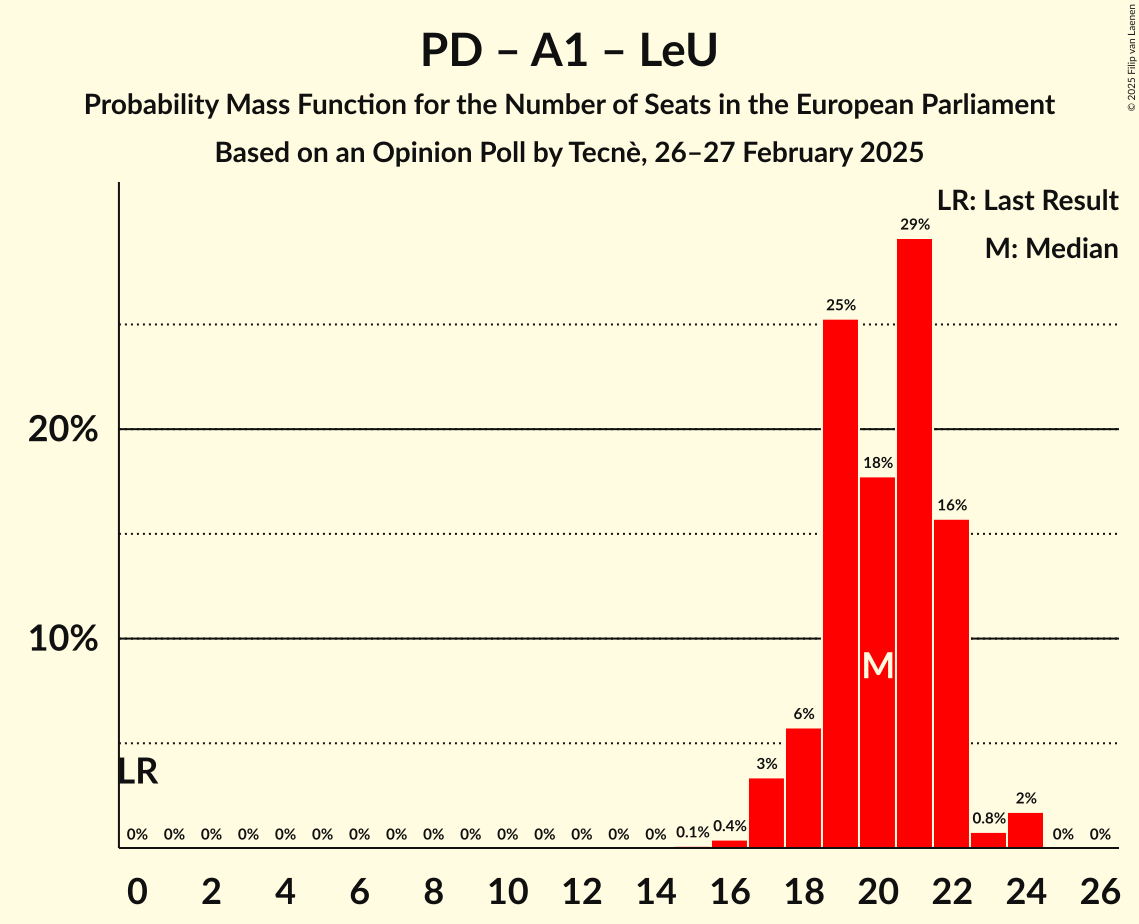 PD – A1 – LeU
Probability Mass Function for the Number of Seats in the European Parliament
Based on an Opinion Poll by Tecnè, 26–27 February 2025
© 2025 Filip van Laenen
LR: Last Result
M: Median
29%
25%
20%
18%
16%
10%
M
6%
3%
LR
2%
0% 0% 0% 0% 0% 0% 0% 0% 0% 0% 0% 0% 0% 0% 0% 0.1% 0.4% 0.8% 0% 0%
0 2 4 6 8 10 12 14 16 18 20 22 24 26